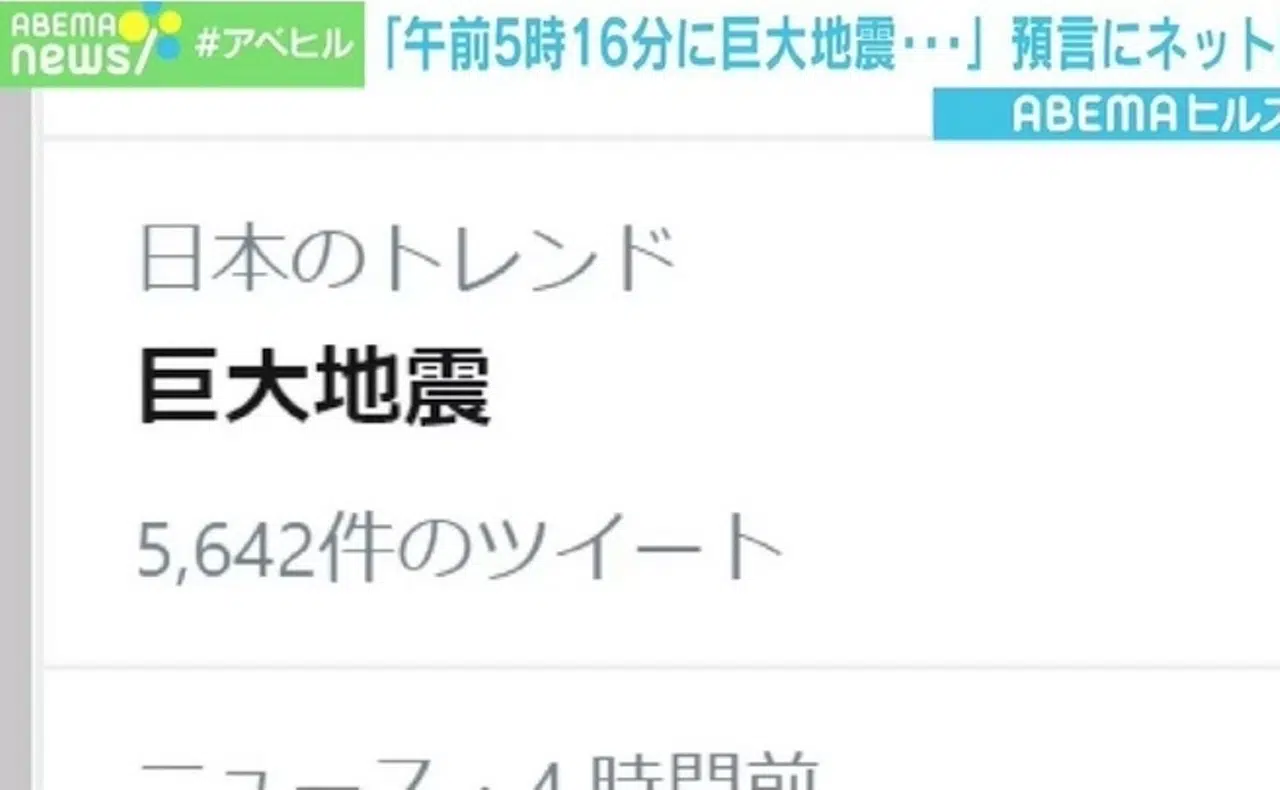 ABEMA
news/
#アベヒル
「午前5時16分に巨大地震・・・」預言にネット
ABEMAヒルズ
日本のトレンド
巨大地震
5,642件のツイート
ニュース・4 時間前